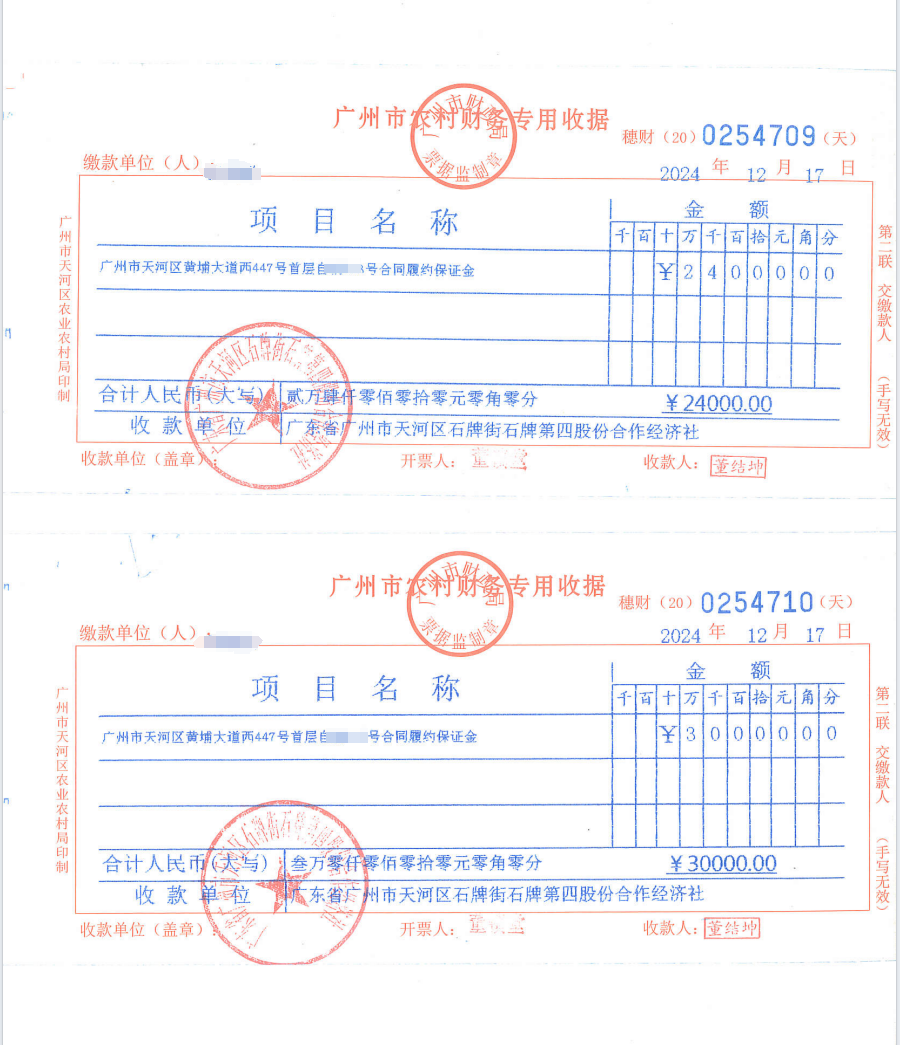 广州市农村财务专用收据
广州市财政局
票据监制章
穗财（20）0254709（天）
缴款单位（人）：
2024 年 12 月 17 日
项目名称
金额
千百十万千百拾元角分
广州市天河区黄埔大道西447号首层自 号合同履约保证金
￥2400000
合计人民币（大写）
贰万肆仟零佰零拾零元零角零分
￥24000.00
收款单位
广东省广州市天河区石牌街石牌第四股份合作经济社
收款单位（盖章）：
开票人：
收款人：
董结坤
广州市天河区农业农村局印制
第二联 交缴款人 （手写无效）
广州市农村财务专用收据
广州市财政局
票据监制章
穗财（20）0254710（天）
缴款单位（人）：
2024 年 12 月 17 日
项目名称
金额
千百十万千百拾元角分
广州市天河区黄埔大道西447号首层自 号合同履约保证金
￥3000000
合计人民币（大写）
叁万零仟零佰零拾零元零角零分
￥30000.00
收款单位
广东省广州市天河区石牌街石牌第四股份合作经济社
收款单位（盖章）：
开票人：
收款人：
董结坤
广州市天河区农业农村局印制
第二联 交缴款人 （手写无效）